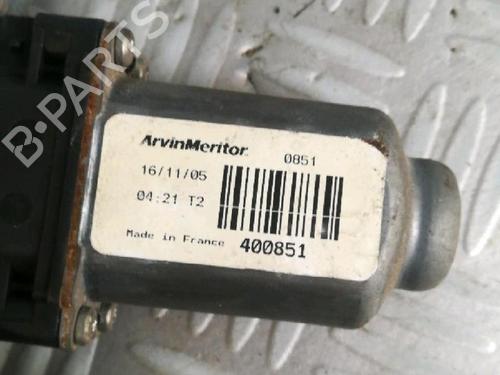 B-PARTS
ArvinMeritor. 0851
16/11/05
04:21 T2
Made in France 400851